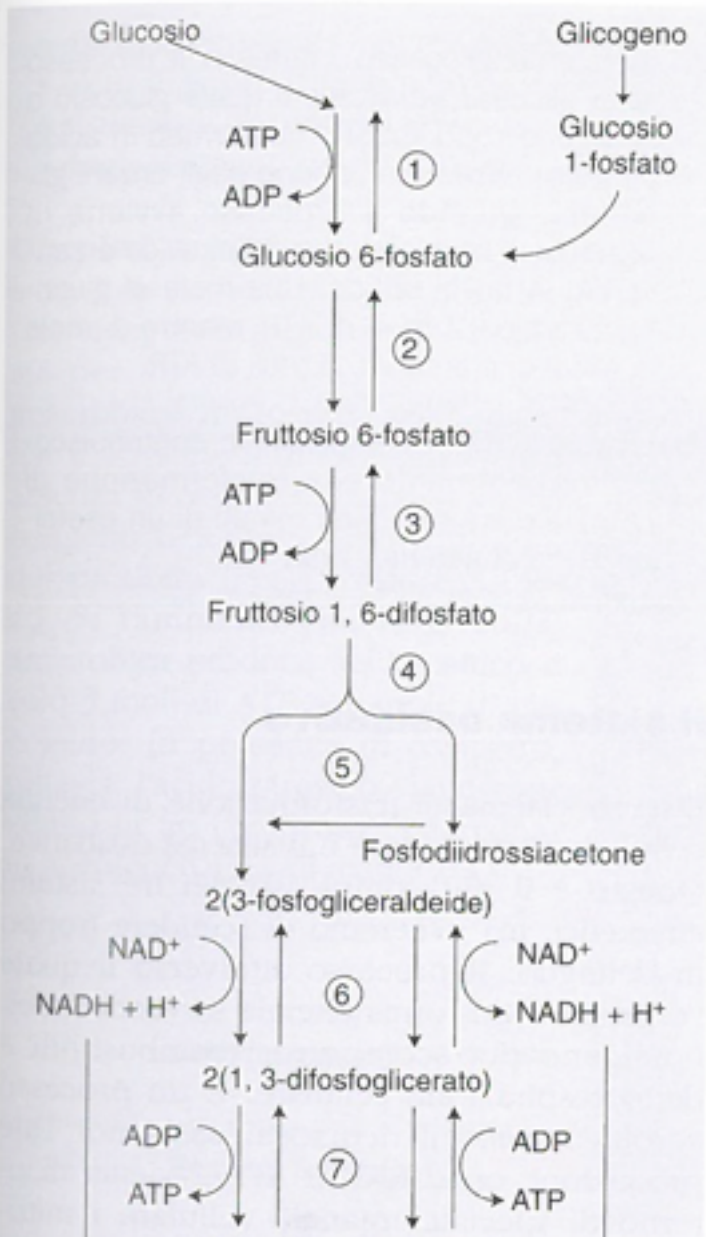 Glucosio
Glicogeno
ATP
ADP
1
Glucosio
1-fosfato
Glucosio 6-fosfato
2
Fruttosio 6-fosfato
ATP
ADP
3
Fruttosio 1, 6-difosfato
4
5
Fosfodiidrossiacetone
2(3-fosfogliceraldeide)
NAD⁺
NADH + H⁺
6
NAD⁺
NADH + H⁺
2(1, 3-difosfoglicerato)
ADP
ATP
7
ADP
ATP